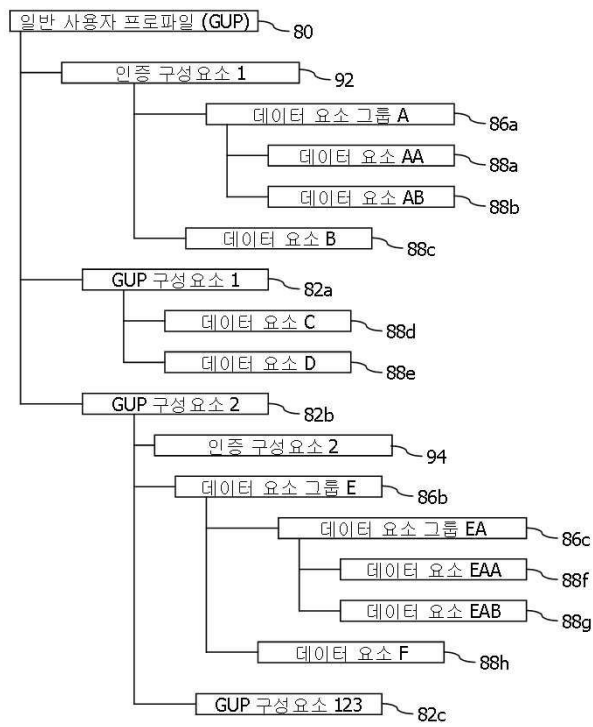 일반 사용자 프로파일 (GUP) 80
인증 구성요소 1 92
데이터 요소 그룹 A 86a
데이터 요소 AA 88a
데이터 요소 AB 88b
데이터 요소 B 88c
GUP 구성요소 1 82a
데이터 요소 C 88d
데이터 요소 D 88e
GUP 구성요소 2 82b
인증 구성요소 2 94
데이터 요소 그룹 E 86b
데이터 요소 그룹 EA 86c
데이터 요소 EAA 88f
데이터 요소 EAB 88g
데이터 요소 F 88h
GUP 구성요소 123 82c